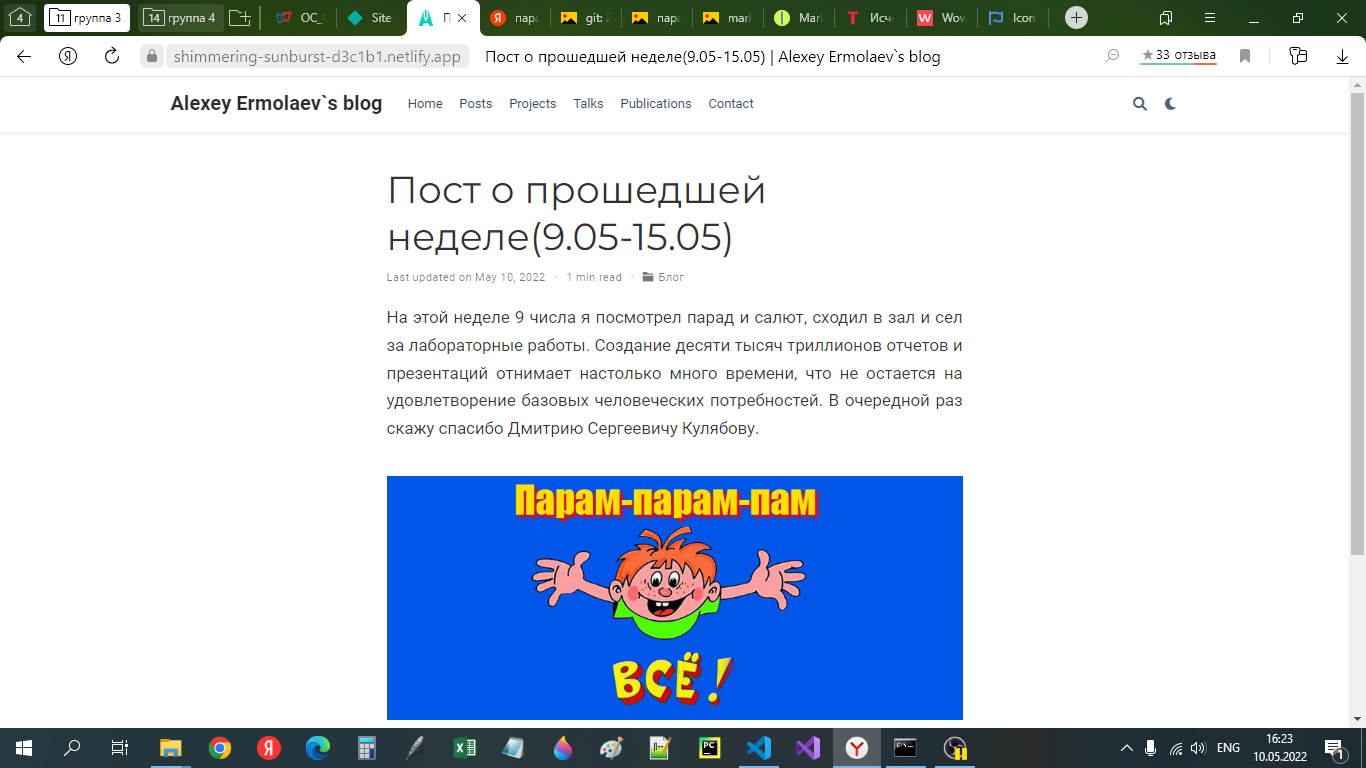 4
11
группа 3
14
группа 4
ОС_
Site
П
пара
git: 2
пара
mark
Mark
Исч
Wow
Icon
shimmering-sunburst-d3c1b1.netlify.app
Пост о прошедшей неделе(9.05-15.05) | Alexey Ermolaev`s blog
33 отзыва
Alexey Ermolaev`s blog
Home
Posts
Projects
Talks
Publications
Contact
Пост о прошедшей
неделе(9.05-15.05)
Last updated on May 10, 2022 · 1 min read · Блог
На этой неделе 9 числа я посмотрел парад и салют, сходил в зал и сел
за лабораторные работы. Создание десяти тысяч триллионов отчетов и
презентаций отнимает настолько много времени, что не остается на
удовлетворение базовых человеческих потребностей. В очередной раз
скажу спасибо Дмитрию Сергеевичу Кулябову.
Парам-парам-пам
ВСЁ!
ENG
16:23
10.05.2022
1